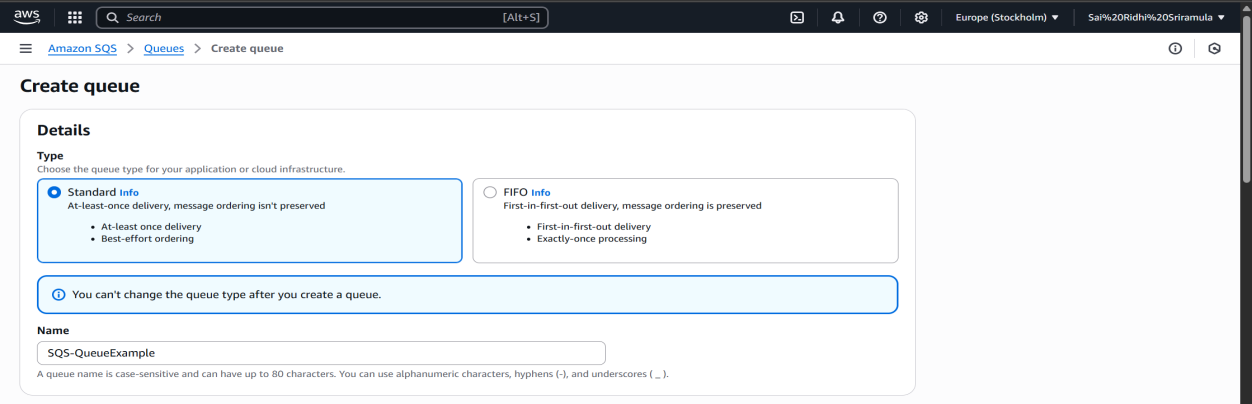 aws
Search [Alt+S] Europe (Stockholm) Sai%20Ridhi%20Sriramula
Amazon SQS > Queues > Create queue
Create queue
Details
Type
Choose the queue type for your application or cloud infrastructure.
Standard Info
At-least-once delivery, message ordering isn't preserved
• At-least once delivery
• Best-effort ordering
FIFO Info
First-in-first-out delivery, message ordering is preserved
• First-in-first-out delivery
• Exactly-once processing
You can't change the queue type after you create a queue.
Name
SQS-QueueExample
A queue name is case-sensitive and can have up to 80 characters. You can use alphanumeric characters, hyphens (-), and underscores ( _ ).